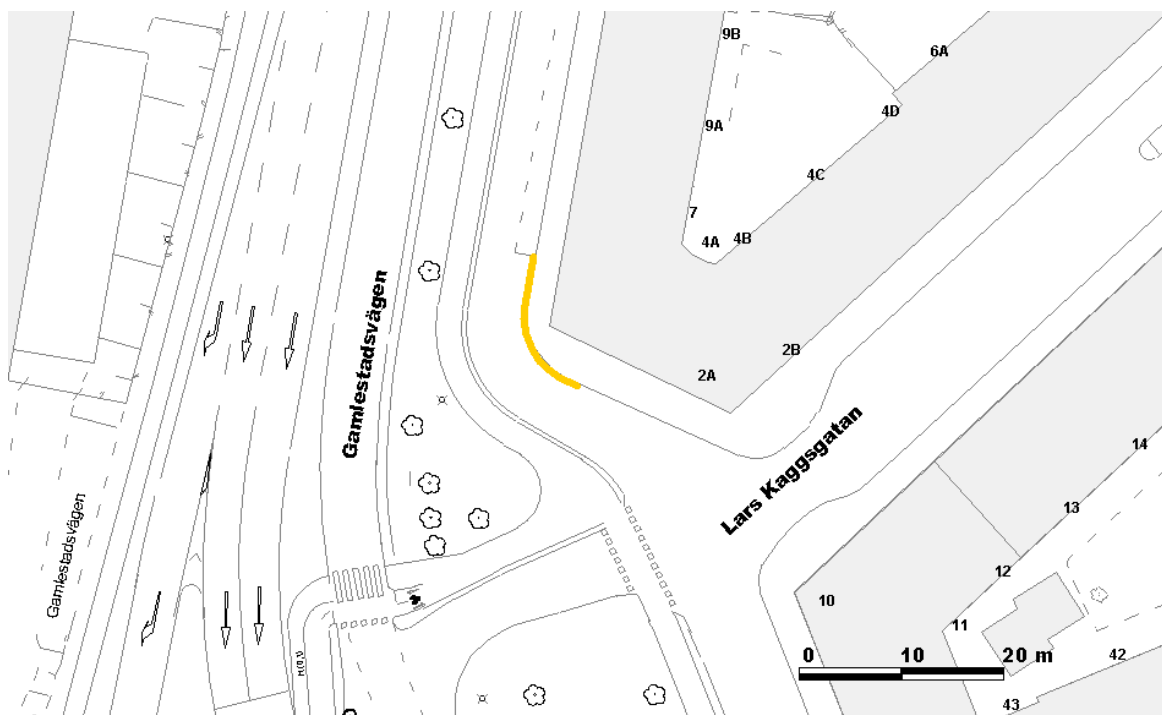 9B
6A
4D
9A
4C
7
4A
4B
Gamlestadsvägen
2B
2A
Lars Kaggsgatan
14
13
Gamlestadsvägen
12
10
11
0 10 20 m
42
43